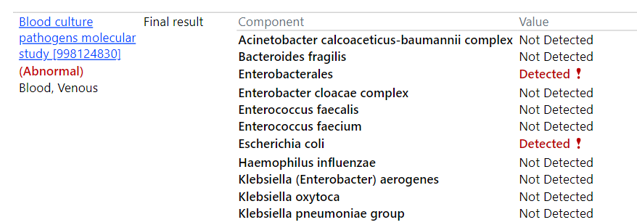 Blood culture Final result Component Value
pathogens molecular
study [998124830]
(Abnormal)
Blood, Venous
Acinetobacter calcoaceticus-baumannii complex Not Detected
Bacteroides fragilis Not Detected
Enterobacterales Detected !
Enterobacter cloacae complex Not Detected
Enterococcus faecalis Not Detected
Enterococcus faecium Not Detected
Escherichia coli Detected !
Haemophilus influenzae Not Detected
Klebsiella (Enterobacter) aerogenes Not Detected
Klebsiella oxytoca Not Detected
Klebsiella pneumoniae group Not Detected